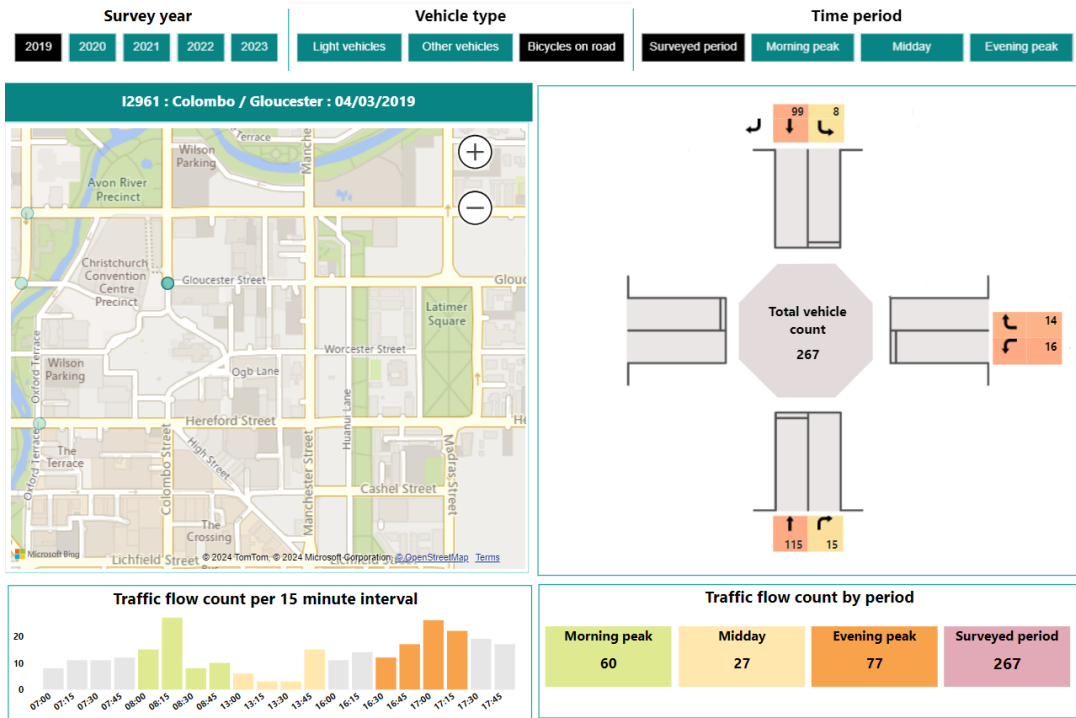 Survey year
Vehicle type
Time period
2019
2020
2021
2022
2023
Light vehicles
Other vehicles
Bicycles on road
Surveyed period
Morning peak
Midday
Evening peak
I2961 : Colombo / Gloucester : 04/03/2019
Terrace
Wilson
Parking
Manche
Avon River
Precinct
Christchurch
Convention
Centre
Precinct
Gloucester Street
Glouc
Latimer
Square
Oxford Terrace
Worcester Street
Wilson
Parking
Ogb Lane
Huanui Lane
Hereford Street
He
The
Terrace
Oxford Terrace
Colombo Street
High Street
Manchester Street
Madras Street
Cashel Street
The
Crossing
Microsoft Bing
Lichfield Street
© 2024 TomTom, © 2024 Microsoft Corporation, © OpenStreetMap Terms
99
8
Total vehicle
count
267
14
16
115
15
Traffic flow count per 15 minute interval
20
10
0
07:00
07:15
07:30
07:45
08:00
08:15
08:30
08:45
13:00
13:15
13:30
13:45
16:00
16:15
16:30
16:45
17:00
17:15
17:30
17:45
Traffic flow count by period
Morning peak
60
Midday
27
Evening peak
77
Surveyed period
267